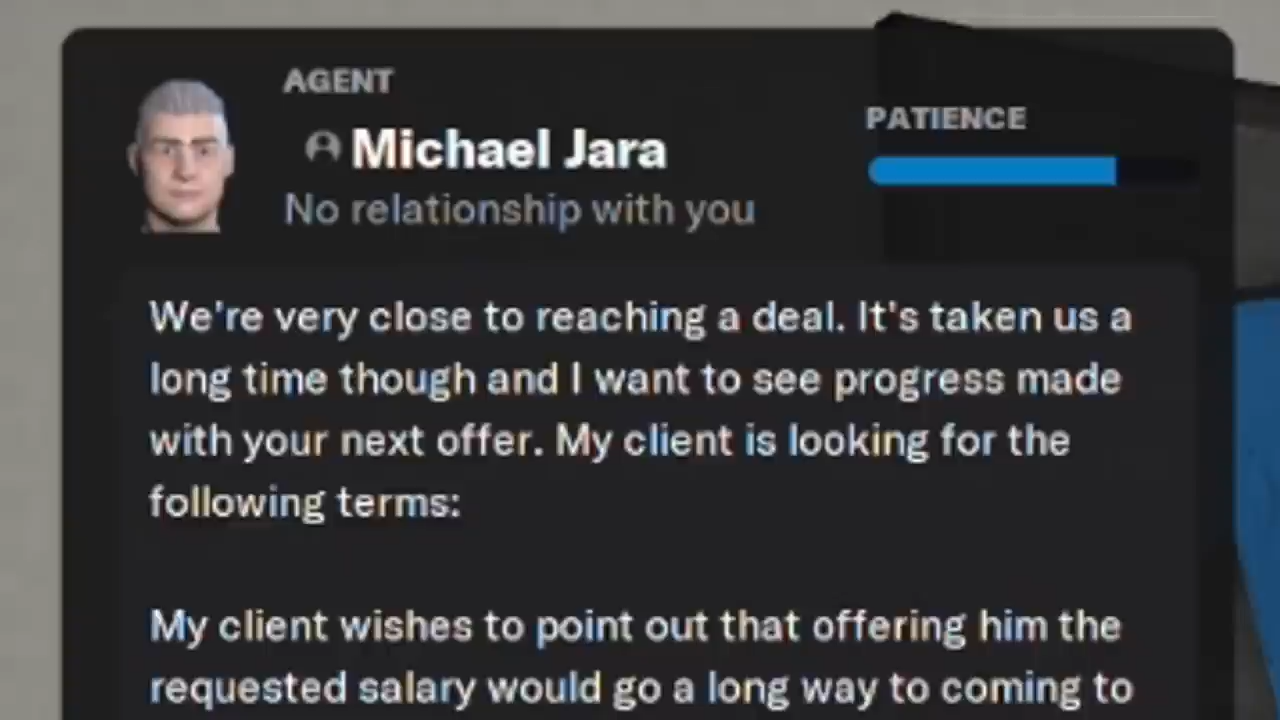 AGENT
Michael Jara
No relationship with you
PATIENCE
We're very close to reaching a deal. It's taken us a
long time though and I want to see progress made
with your next offer. My client is looking for the
following terms:
My client wishes to point out that offering him the
requested salary would go a long way to coming to